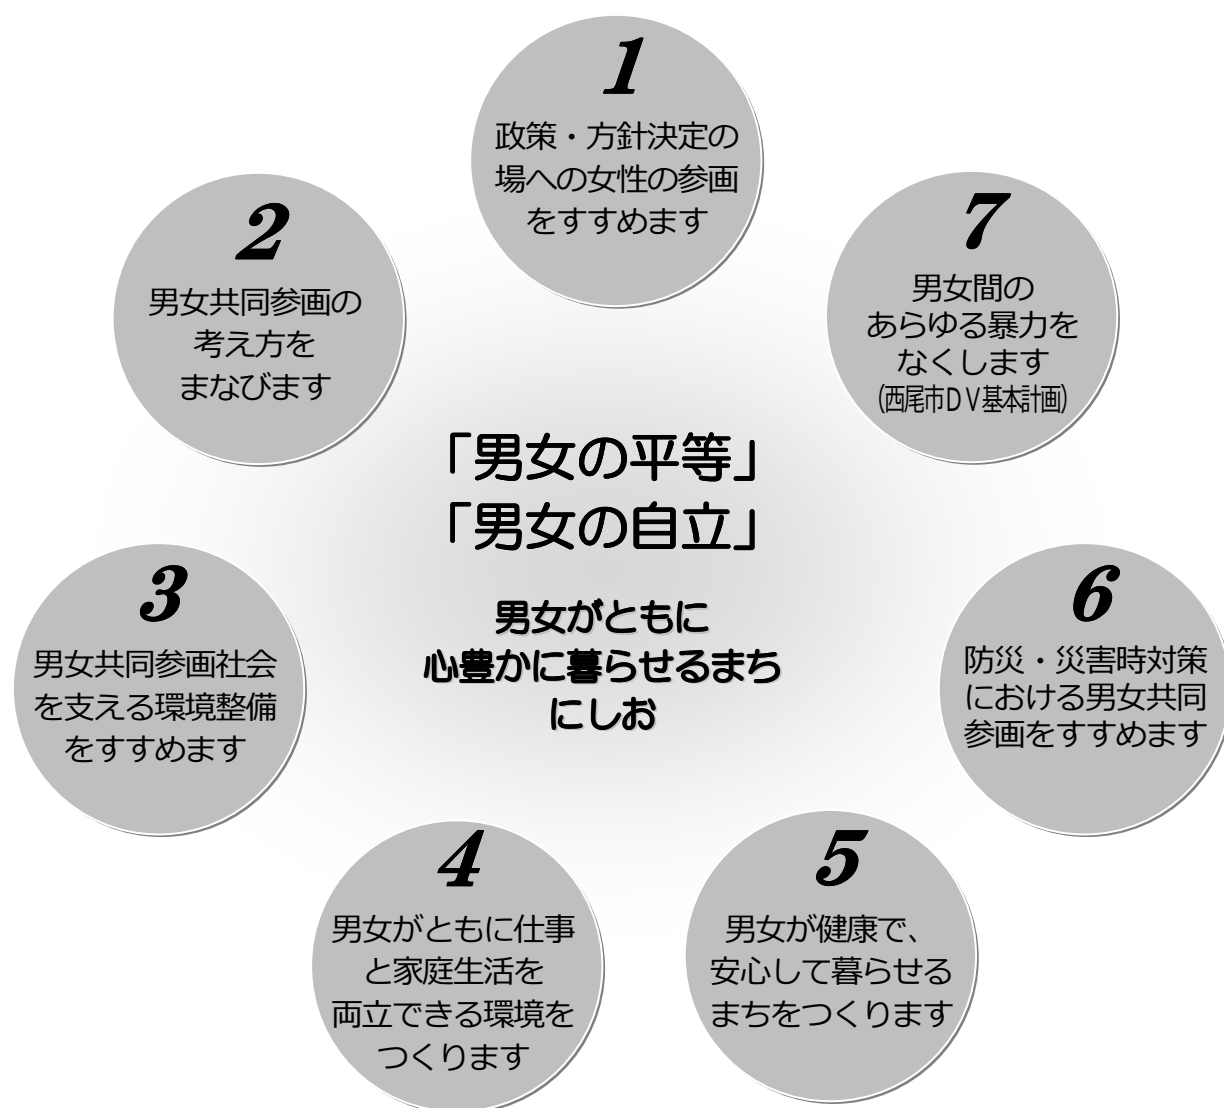 1
政策・方針決定の
場への女性の参画
をすすめます
2
男女共同参画の
考え方を
まなびます
3
男女共同参画社会
を支える環境整備
をすすめます
4
男女がともに仕事
と家庭生活を
両立できる環境を
つくります
5
男女が健康で、
安心して暮らせる
まちをつくります
6
防災・災害時対策
における男女共同
参画をすすめます
7
男女間の
あらゆる暴力を
なくします
(西尾市DV基本計画)
「男女の平等」
「男女の自立」
男女がともに
心豊かに暮らせるまち
にしお